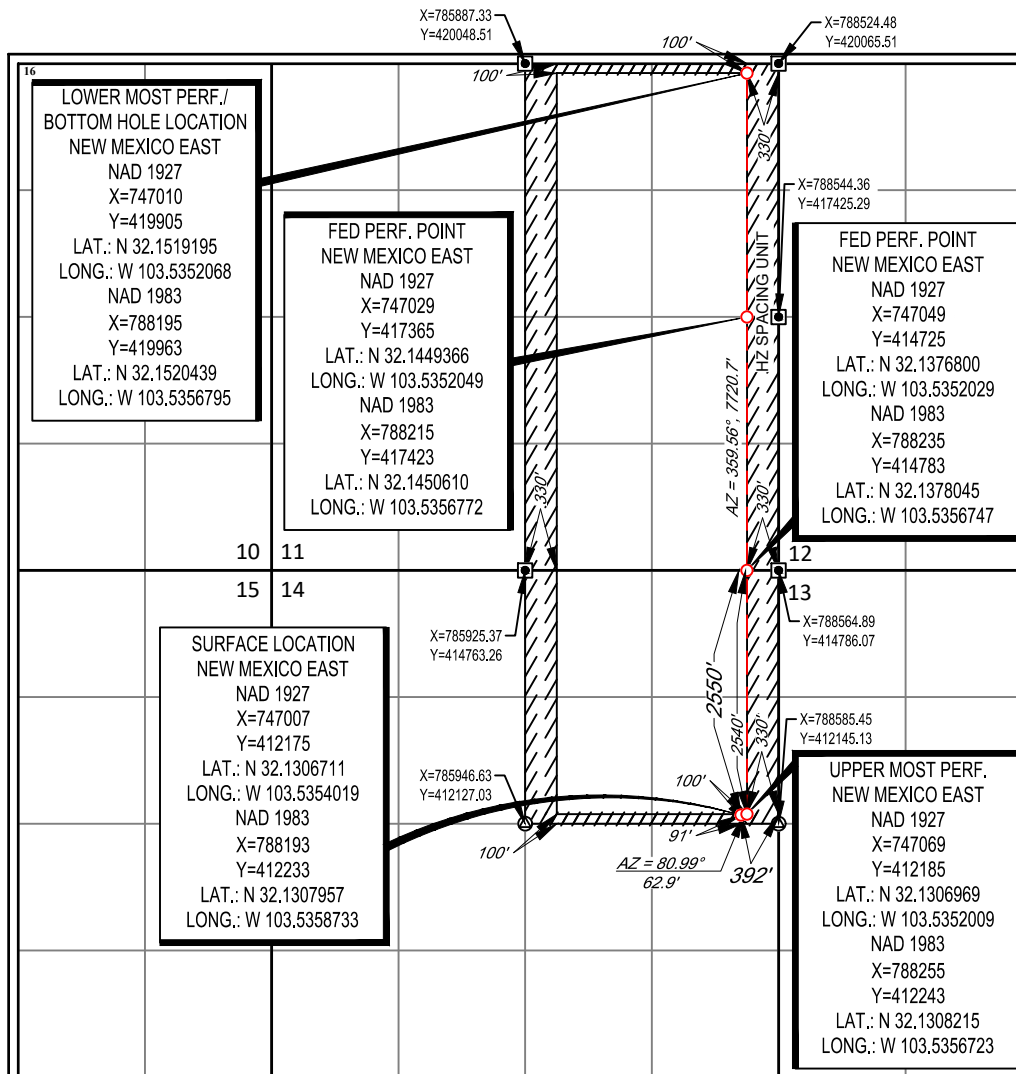 X=785887.33
Y=420048.51
X=788524.48
Y=420065.51
100'
100'
16
LOWER MOST PERF./
BOTTOM HOLE LOCATION
NEW MEXICO EAST
NAD 1927
X=747010
Y=419905
LAT.: N 32.1519195
LONG.: W 103.5352068
NAD 1983
X=788195
Y=419963
LAT.: N 32.1520439
LONG.: W 103.5356795
330'
X=788544.36
Y=417425.29
FED PERF. POINT
NEW MEXICO EAST
NAD 1927
X=747029
Y=417365
LAT.: N 32.1449366
LONG.: W 103.5352049
NAD 1983
X=788215
Y=417423
LAT.: N 32.1450610
LONG.: W 103.5356772
HZ SPACING UNIT
FED PERF. POINT
NEW MEXICO EAST
NAD 1927
X=747049
Y=414725
LAT.: N 32.1376800
LONG.: W 103.5352029
NAD 1983
X=788235
Y=414783
LAT.: N 32.1378045
LONG.: W 103.5356747
AZ = 359.56°, 7720.7'
330'
330'
10 11
12
15 14
13
X=785925.37
Y=414763.26
X=788564.89
Y=414786.07
SURFACE LOCATION
NEW MEXICO EAST
NAD 1927
X=747007
Y=412175
LAT.: N 32.1306711
LONG.: W 103.5354019
NAD 1983
X=788193
Y=412233
LAT.: N 32.1307957
LONG.: W 103.5358733
2550'
2540'
330'
X=788585.45
Y=412145.13
X=785946.63
Y=412127.03
100'
91'
100'
AZ = 80.99°
62.9'
392'
UPPER MOST PERF.
NEW MEXICO EAST
NAD 1927
X=747069
Y=412185
LAT.: N 32.1306969
LONG.: W 103.5352009
NAD 1983
X=788255
Y=412243
LAT.: N 32.1308215
LONG.: W 103.5356723